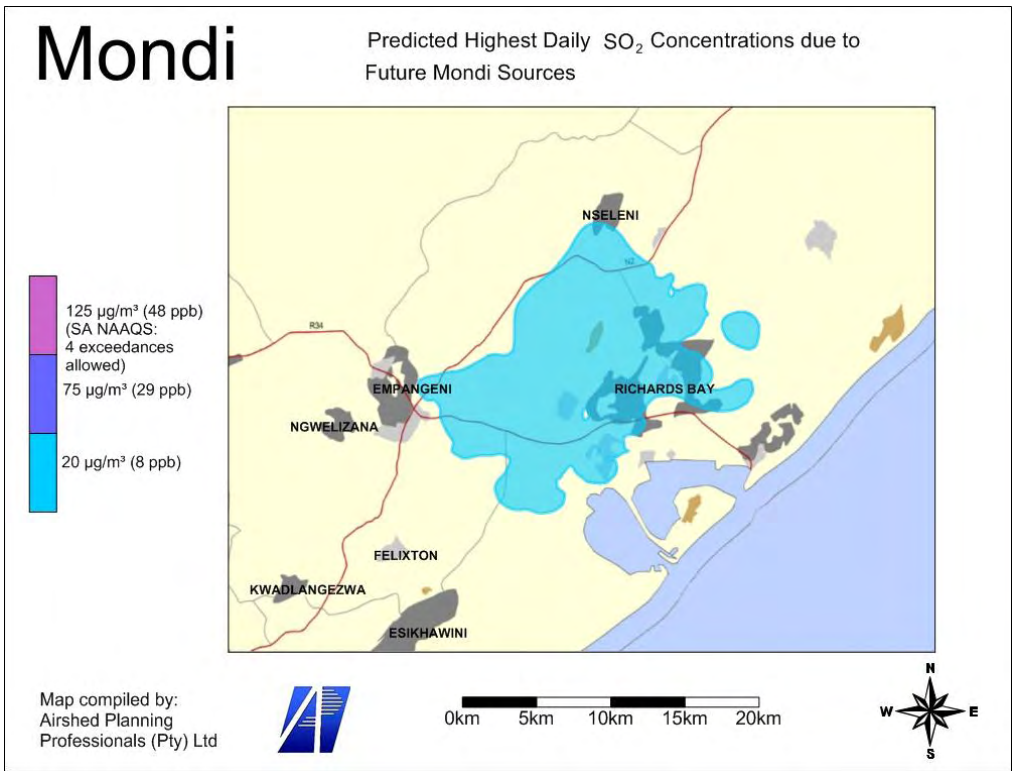 Mondi
Predicted Highest Daily SO₂ Concentrations due to
Future Mondi Sources
125 µg/m³ (48 ppb)
(SA NAAQS:
4 exceedances
allowed)
75 µg/m³ (29 ppb)
20 µg/m³ (8 ppb)
NSELENI
N2
R34
EMPANGENI
RICHARDS BAY
NGWELIZANA
FELIXTON
KWADLANGEZWA
ESIKHAWINI
Map compiled by:
Airshed Planning
Professionals (Pty) Ltd
0km 5km 10km 15km 20km
N
W E
S